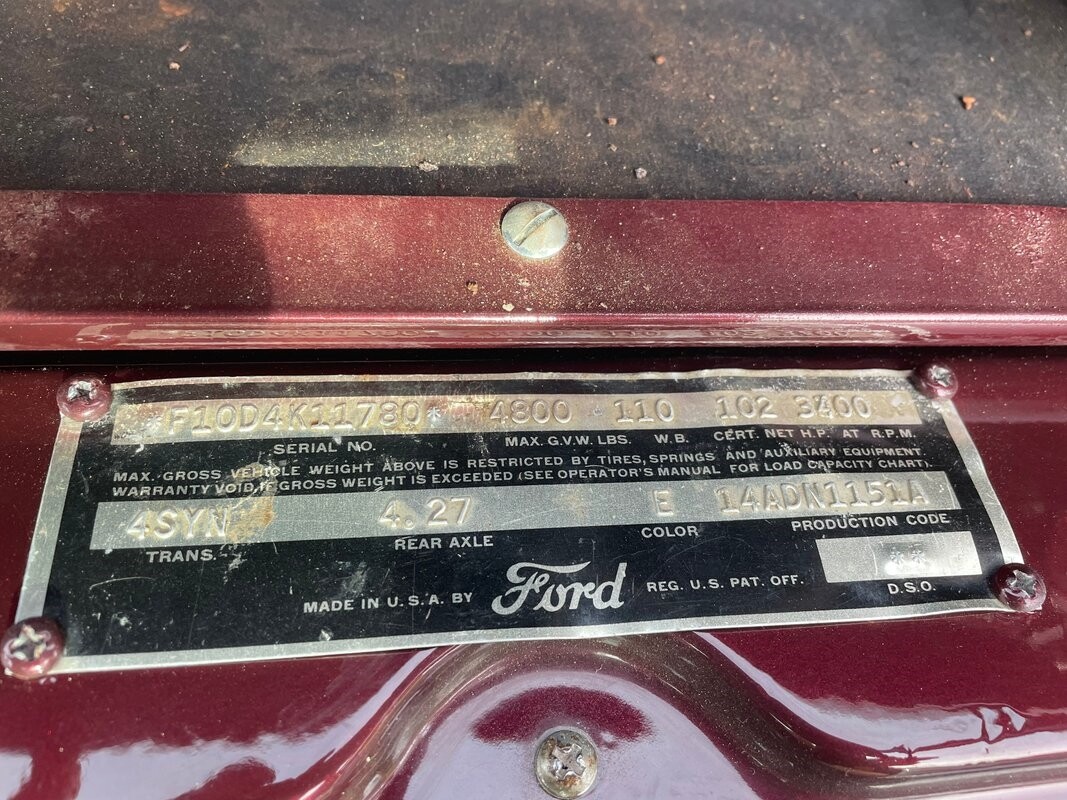 F10D4K11780* 4800 * 110 102 3400
SERIAL NO. MAX. G.V.W. LBS. W.B. CERT. NET H.P. AT R.P.M.
MAX. GROSS VEHICLE WEIGHT ABOVE IS RESTRICTED BY TIRES, SPRINGS AND AUXILIARY EQUIPMENT
WARRANTY VOID, IF GROSS WEIGHT IS EXCEEDED (SEE OPERATOR'S MANUAL FOR LOAD CAPACITY CHART).
4SYN 4.27 E 14ADN1151A
TRANS. REAR AXLE COLOR PRODUCTION CODE
**
MADE IN U.S.A. BY Ford REG. U.S. PAT. OFF. D.S.O.